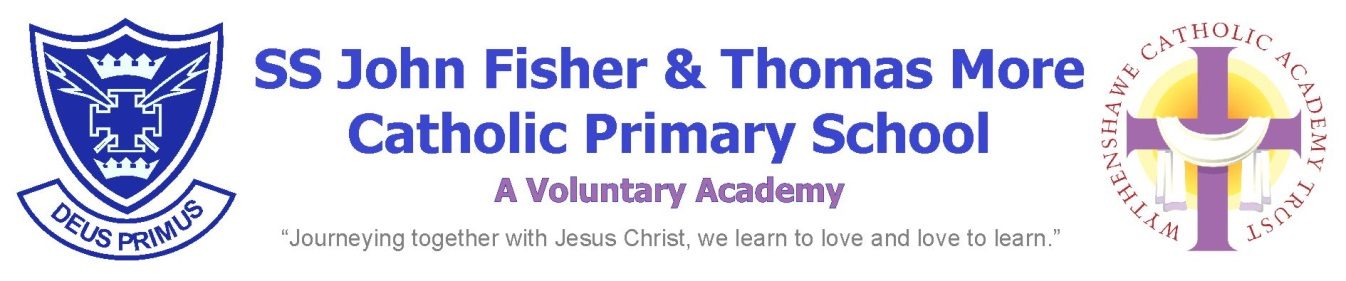 DEUS PRIMUS
SS John Fisher & Thomas More
Catholic Primary School
A Voluntary Academy
“Journeying together with Jesus Christ, we learn to love and love to learn.”
WYTHENSHAWE CATHOLIC ACADEMY TRUST